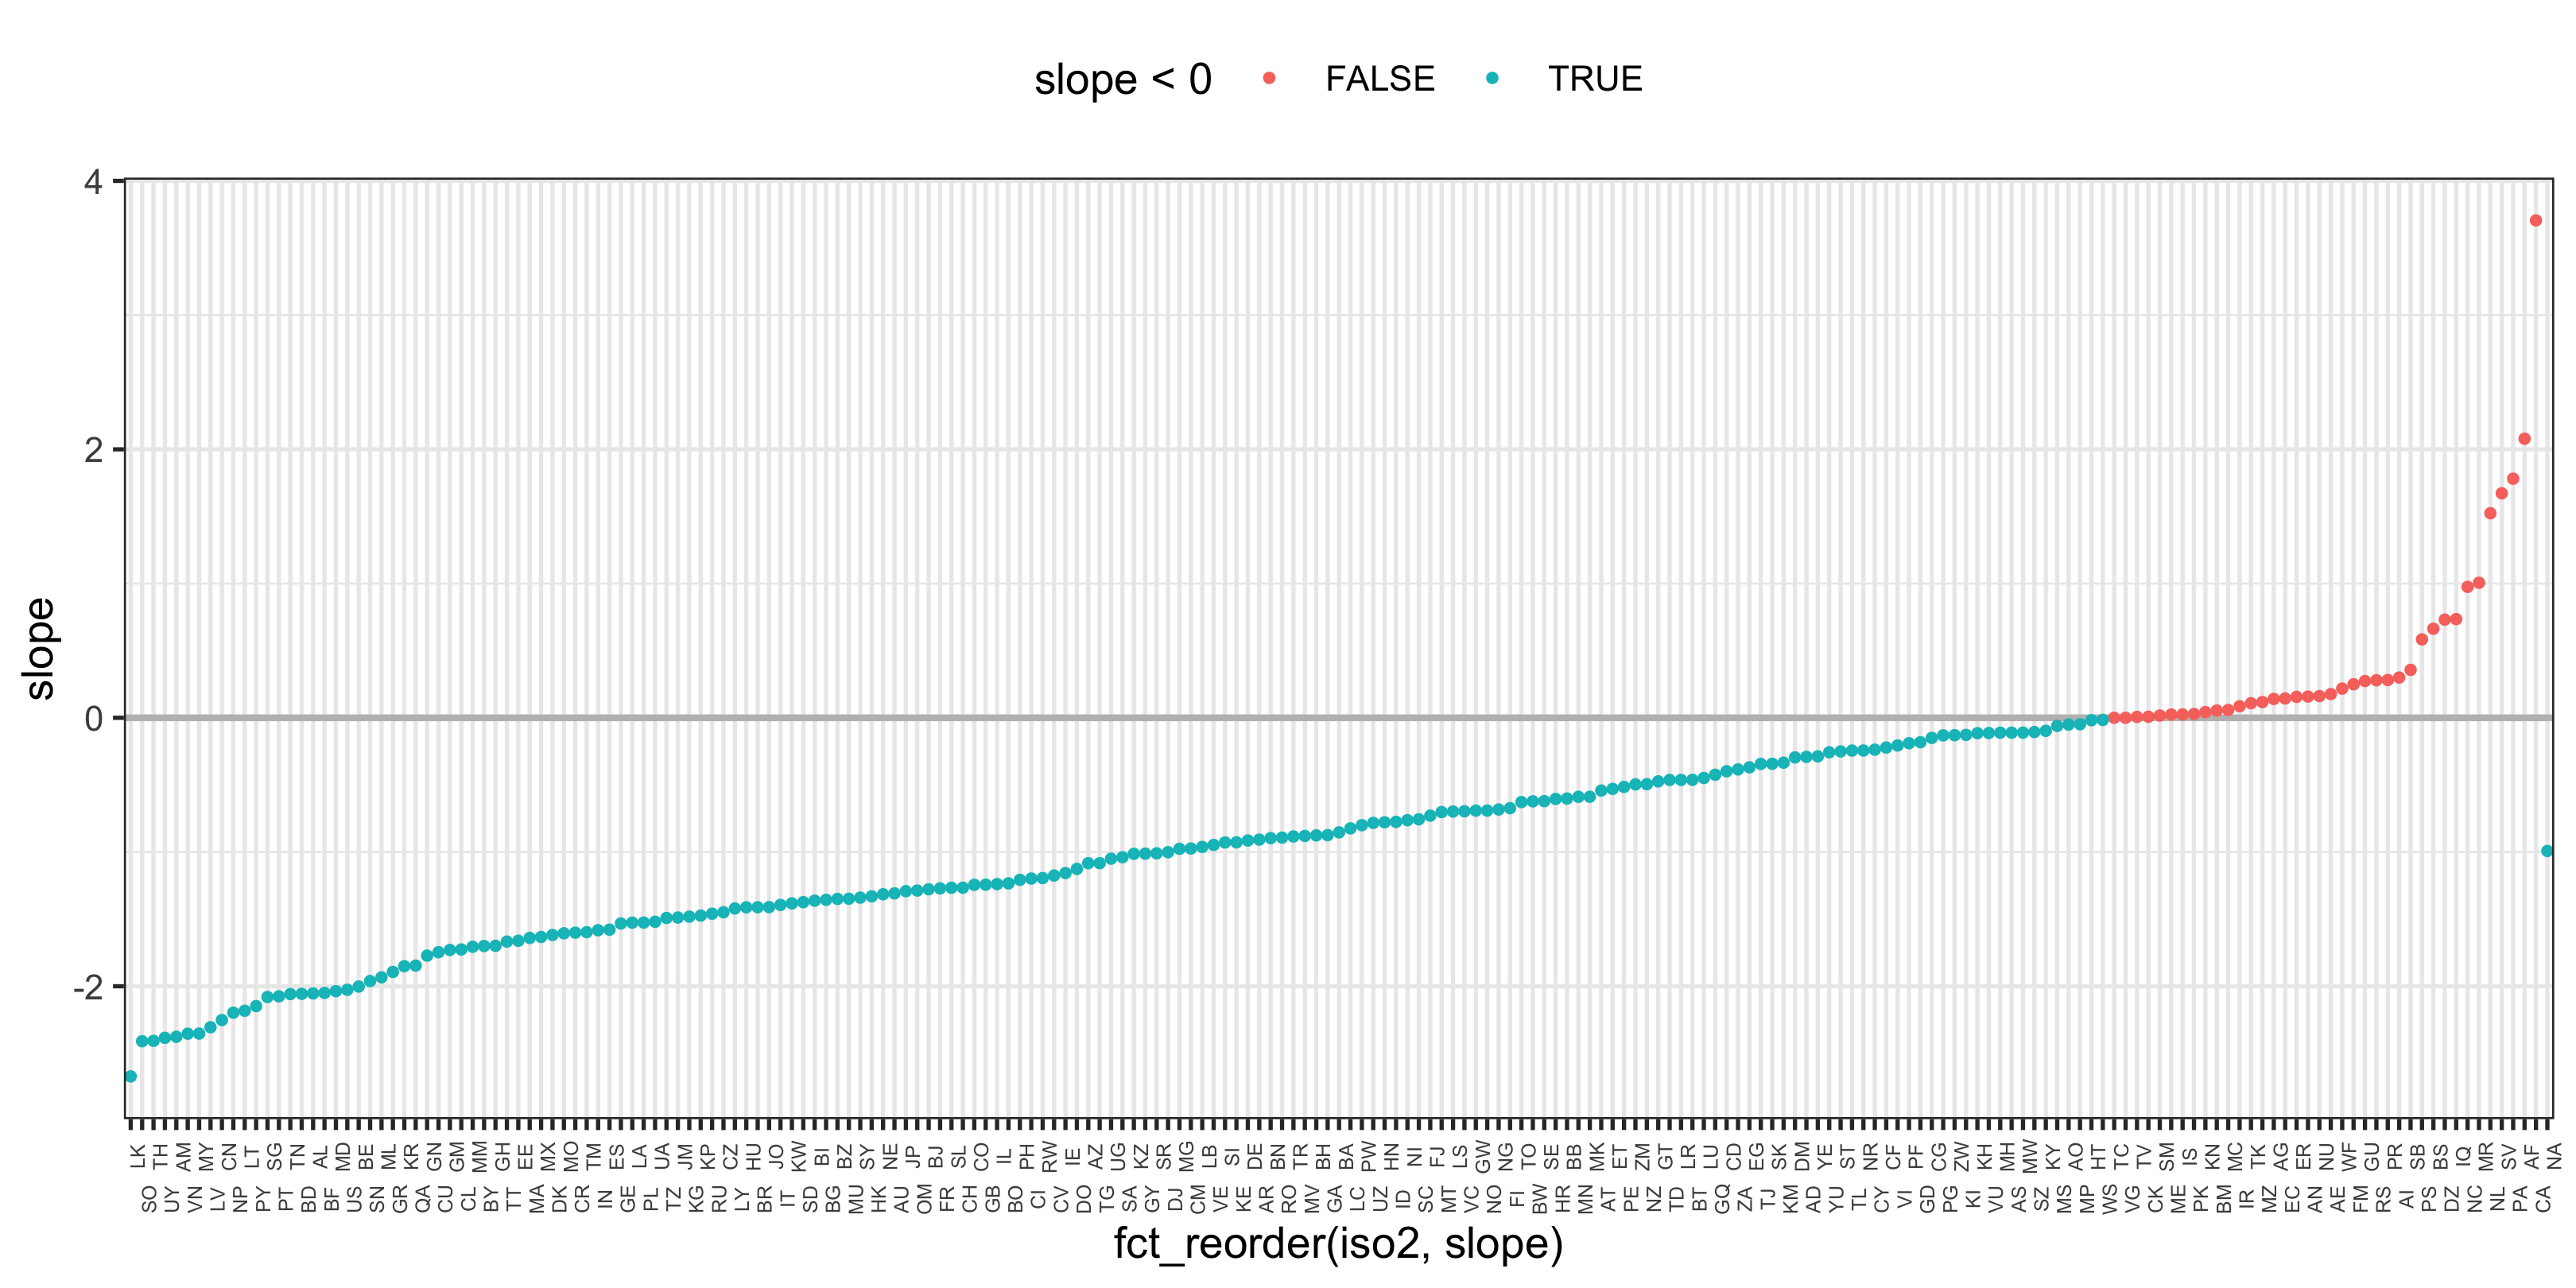 slope < 0 FALSE TRUE
4
2
0
-2
slope
LK TH AM MY CN LT SG TN AL MD BE ML KR GN GM MM GH EE MX MO TM ES LA UA JM KP CZ HU JO KW BI BZ SY NE JP BJ SL CO IL PH RW IE AZ UG KZ SR MG LB SI DE BN TR BH BA PW HN NI FJ LS GW NG TO SE BB MK ET ZM GT LR LU CD EG SK DM YE ST NR CF PF CG ZW KH MH MW KY AO HT TC TV SM IS KN MC TK AG ER NU WF GU PR SB BS IQ MR SV AF NA
SO UY VN LV NP PY PT BD BF US SN GR QA CU CL BY TT MA DK CR IN GE PL TZ KG RU LY BR IT SD BG MU HK AU OM FR CH GB BO CI CV DO TG SA GY DJ CM VE KE AR RO MV GA LC UZ ID SC MT VC NO FI BW HR MN AT PE NZ TD BT GQ ZA TJ KM AD YU TL CY VI GD PG KI VU AS SZ MS MP WS VG CK ME PK BM IR MZ EC AN AE FM RS AI PS DZ NC NL PA CA
fct_reorder(iso2, slope)